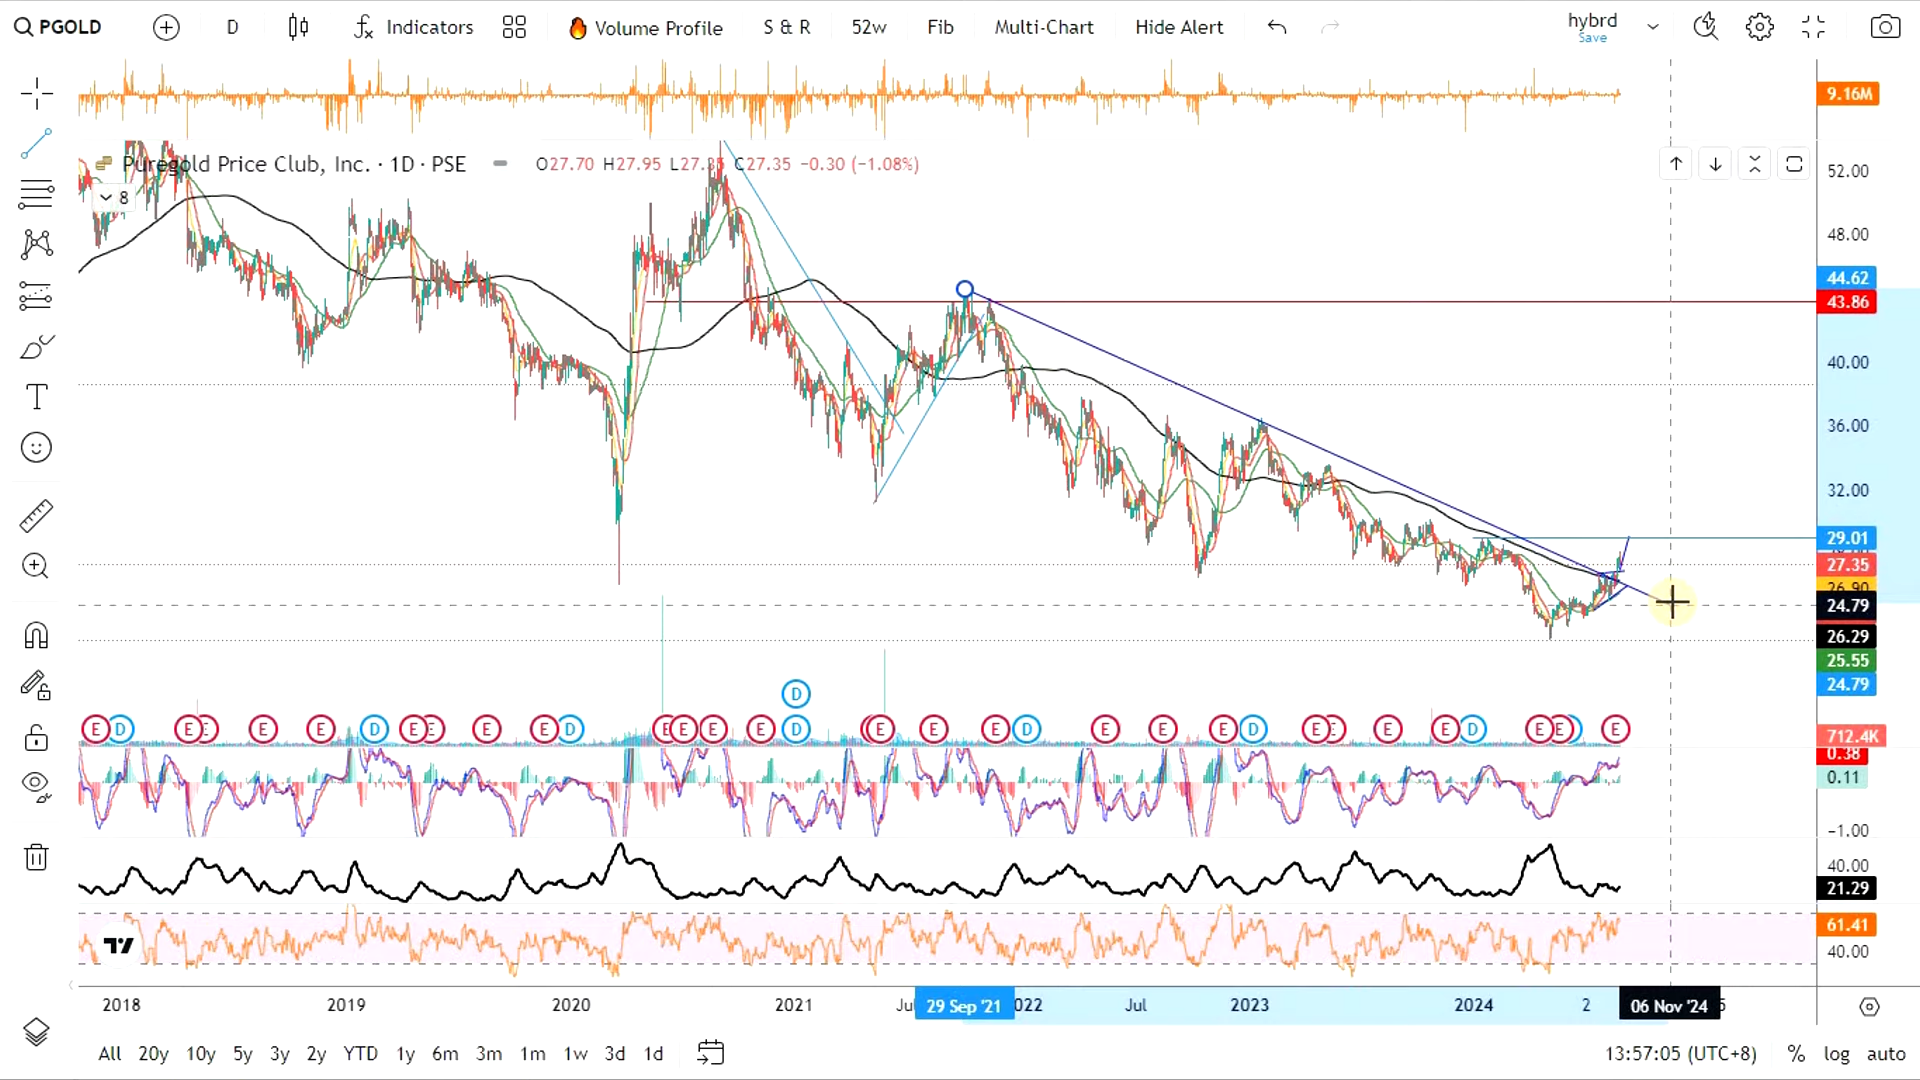 PGOLD D Indicators Volume Profile S & R 52w Fib Multi-Chart Hide Alert hybrd
Save
9.16M
Puregold Price Club, Inc. · 1D · PSE O27.70 H27.95 L27.35 C27.35 −0.30 (−1.08%)
8
52.00
48.00
44.62
43.86
40.00
36.00
32.00
29.01
27.35
26.90
24.79
26.29
25.55
24.79
D
E D E E E E D E E E E D E E E E D E E E D E E E D E E E E D E E D E
712.4K
0.38
0.11
−1.00
40.00
21.29
61.41
40.00
2018 2019 2020 2021 29 Sep '21 2022 Jul 2023 2024 06 Nov '24
All 20y 10y 5y 3y 2y YTD 1y 6m 3m 1m 1w 3d 1d 13:57:05 (UTC+8) % log auto